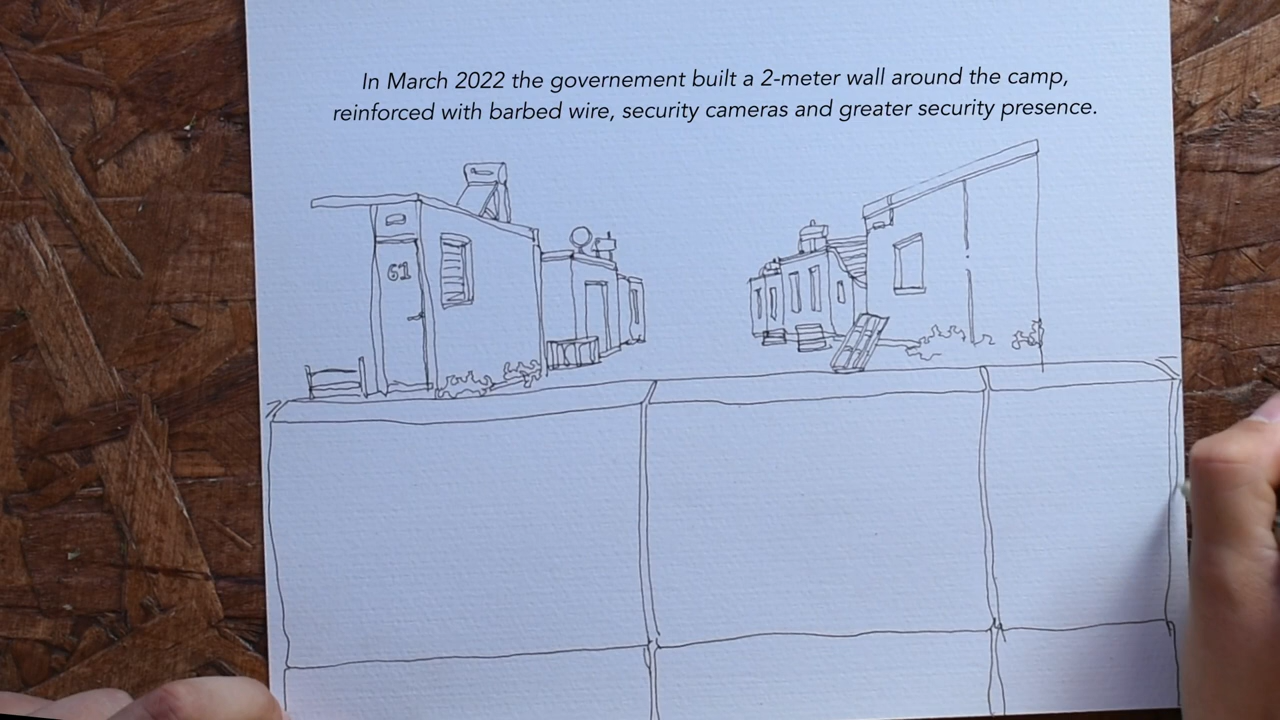 In March 2022 the governement built a 2-meter wall around the camp,
reinforced with barbed wire, security cameras and greater security presence.
61